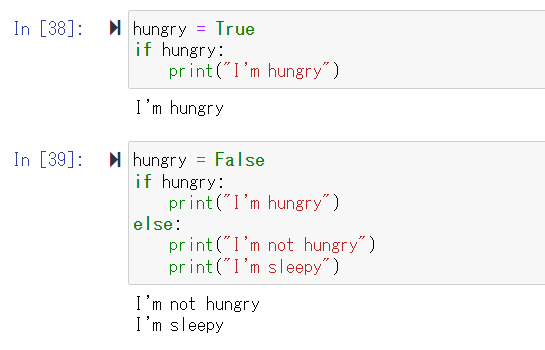 In [38]: hungry = True
if hungry:
    print("I'm hungry")
I'm hungry
In [39]: hungry = False
if hungry:
    print("I'm hungry")
else:
    print("I'm not hungry")
    print("I'm sleepy")
I'm not hungry
I'm sleepy